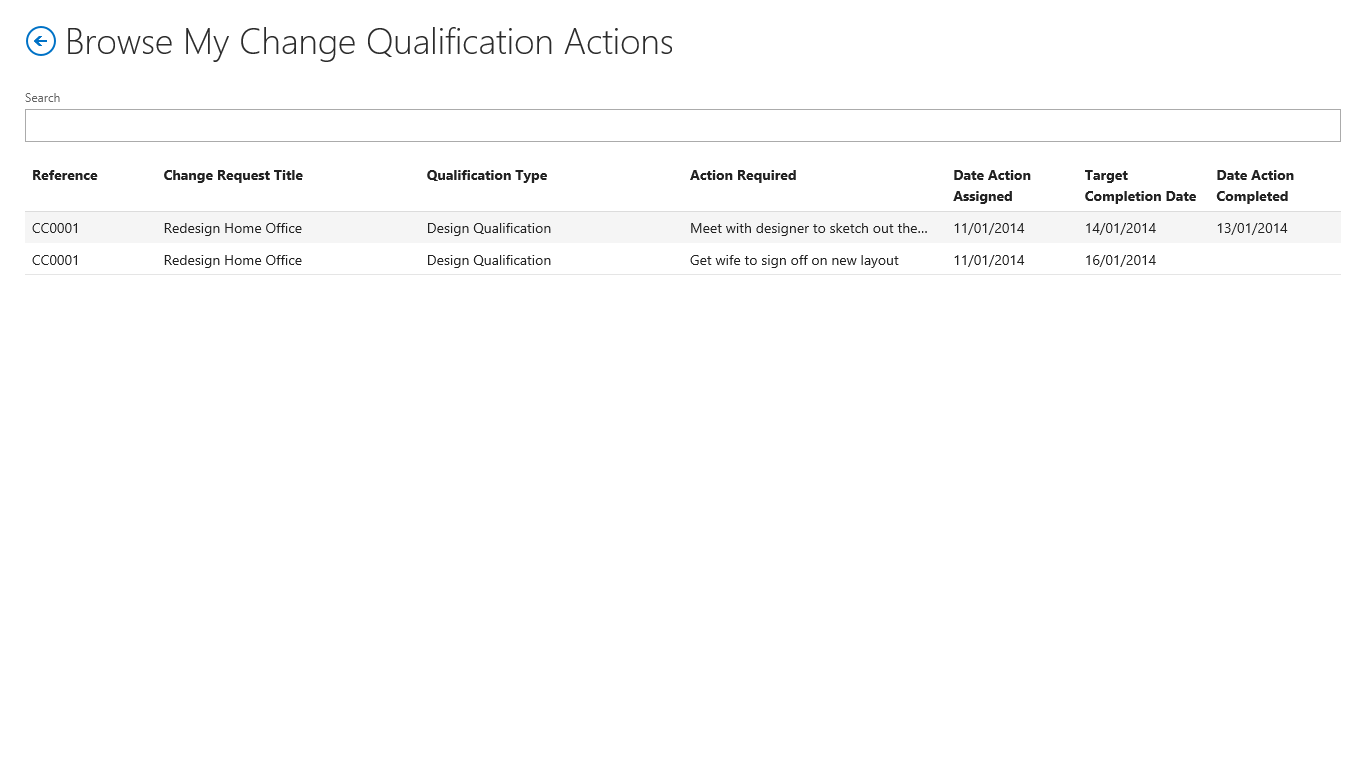 Browse My Change Qualification Actions
Search
Reference Change Request Title Qualification Type Action Required Date Action Assigned Target Completion Date Date Action Completed
CC0001 Redesign Home Office Design Qualification Meet with designer to sketch out the... 11/01/2014 14/01/2014 13/01/2014
CC0001 Redesign Home Office Design Qualification Get wife to sign off on new layout 11/01/2014 16/01/2014